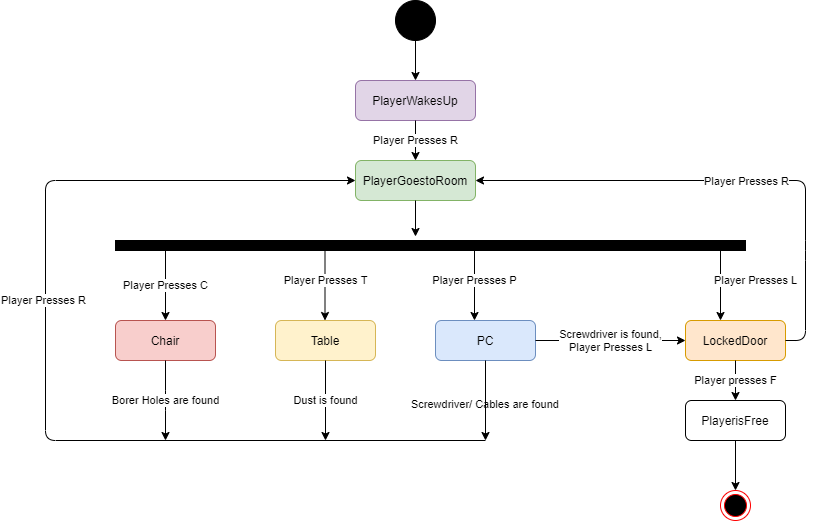 PlayerWakesUp
Player Presses R
PlayerGoestoRoom
Player Presses R
Player Presses C
Player Presses T
Player Presses P
Player Presses L
Player Presses R
Chair
Table
PC
Screwdriver is found,
Player Presses L
LockedDoor
Borer Holes are found
Dust is found
Screwdriver/ Cables are found
Player presses F
PlayerisFree